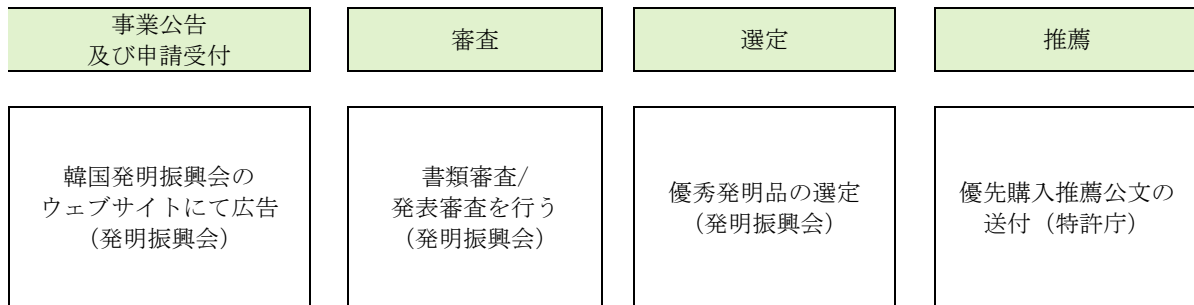 事業公告
及び申請受付
審査
選定
推薦
韓国発明振興会の
ウェブサイトにて広告
(発明振興会)
書類審査/
発表審査を行う
(発明振興会)
優秀発明品の選定
(発明振興会)
優先購入推薦公文の
送付（特許庁）